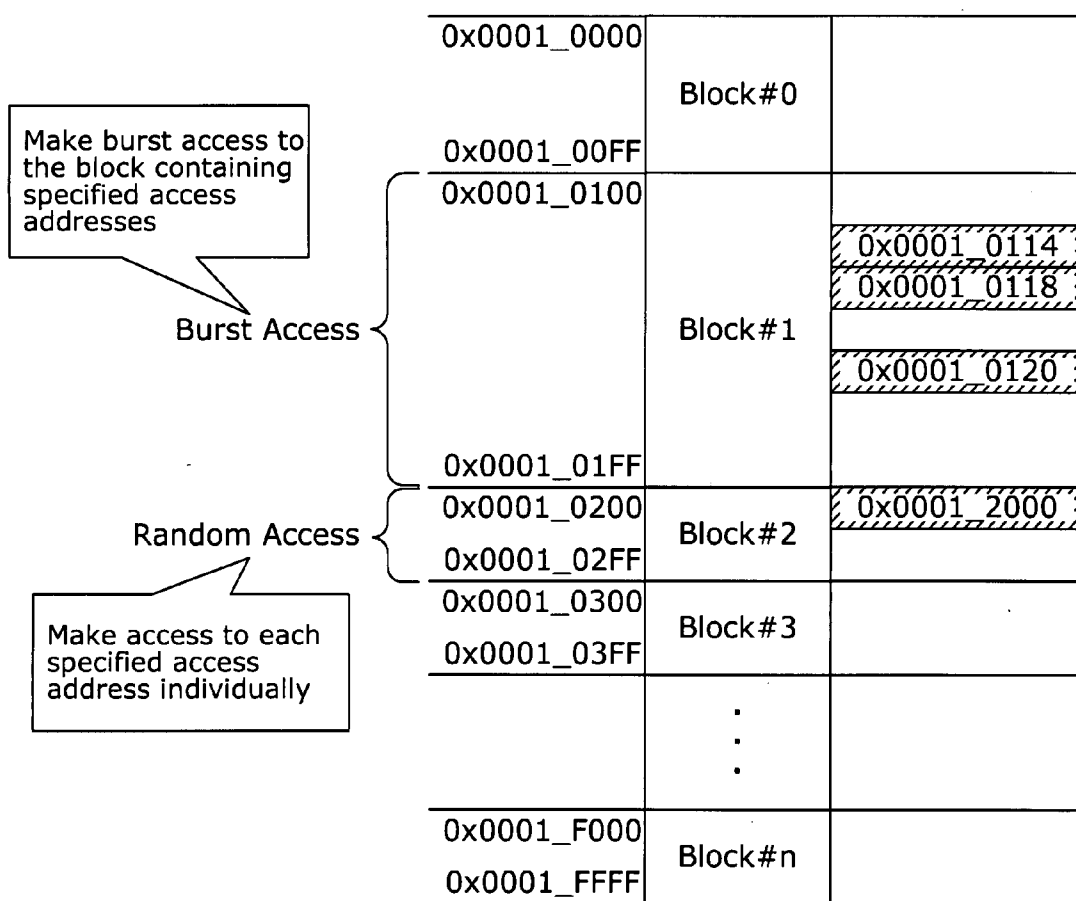 0x0001_0000
Block#0
0x0001_00FF
Make burst access to
the block containing
specified access
addresses
0x0001_0100
0x0001_0114
0x0001_0118
Burst Access
Block#1
0x0001_0120
0x0001_01FF
0x0001_0200
0x0001_2000
Random Access
Block#2
0x0001_02FF
0x0001_0300
Block#3
0x0001_03FF
Make access to each
specified access
address individually
0x0001_F000
Block#n
0x0001_FFFF